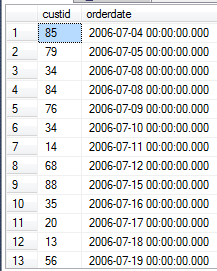 custid orderdate
1 85 2006-07-04 00:00:00.000
2 79 2006-07-05 00:00:00.000
3 34 2006-07-08 00:00:00.000
4 84 2006-07-08 00:00:00.000
5 76 2006-07-09 00:00:00.000
6 34 2006-07-10 00:00:00.000
7 14 2006-07-11 00:00:00.000
8 68 2006-07-12 00:00:00.000
9 88 2006-07-15 00:00:00.000
10 35 2006-07-16 00:00:00.000
11 20 2006-07-17 00:00:00.000
12 13 2006-07-18 00:00:00.000
13 56 2006-07-19 00:00:00.000